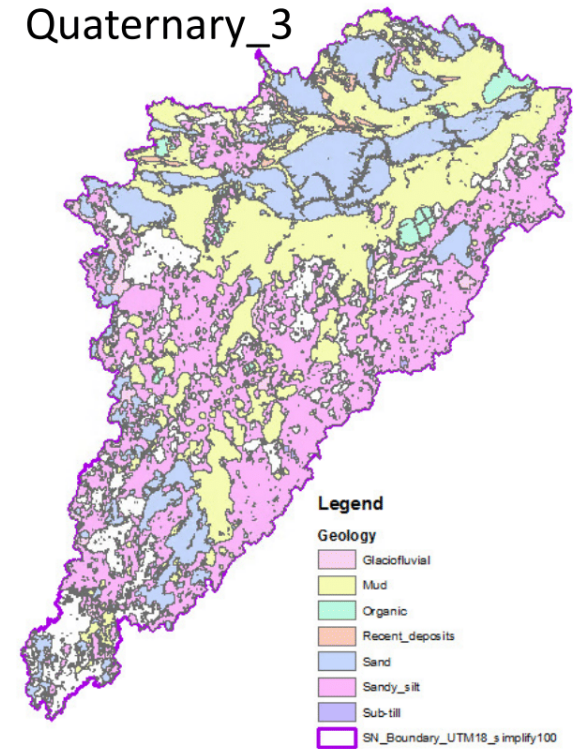 Quaternary_3
Legend
Geology
Glaciofluvial
Mud
Organic
Recent_deposits
Sand
Sandy_silt
Sub-till
SN_Boundary_UTM18_simplify100